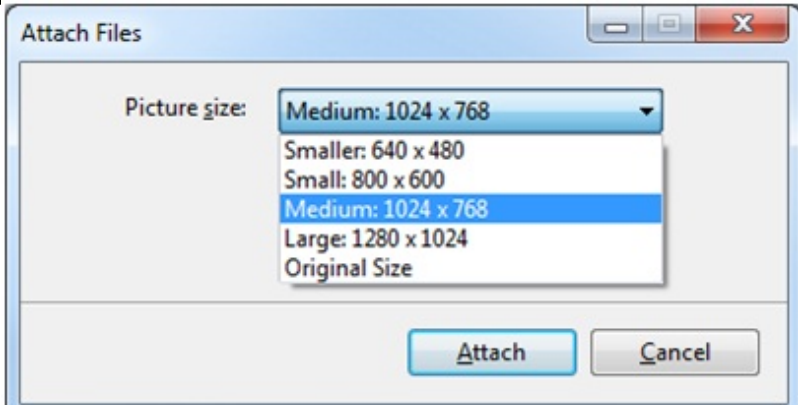 Attach Files
Picture size: Medium: 1024 x 768
Smaller: 640 x 480
Small: 800 x 600
Medium: 1024 x 768
Large: 1280 x 1024
Original Size
Attach Cancel